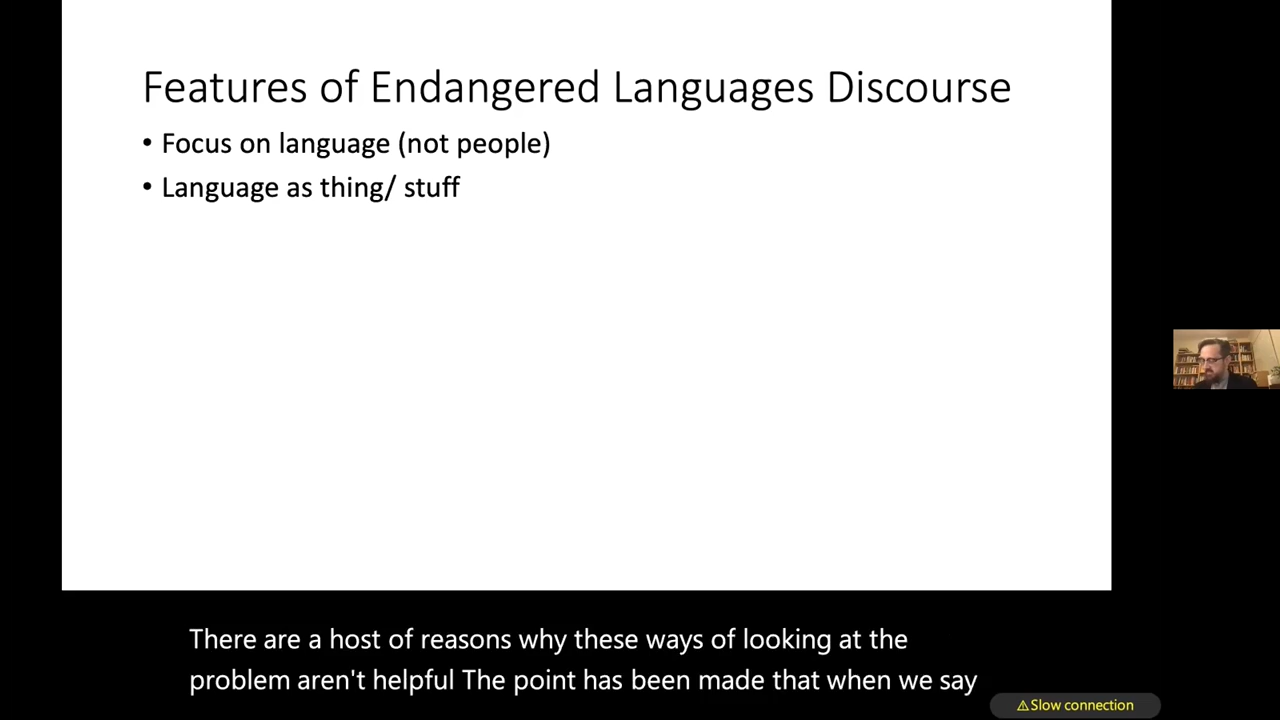 Features of Endangered Languages Discourse
• Focus on language (not people)
• Language as thing/ stuff
There are a host of reasons why these ways of looking at the
problem aren't helpful The point has been made that when we say
⚠Slow connection